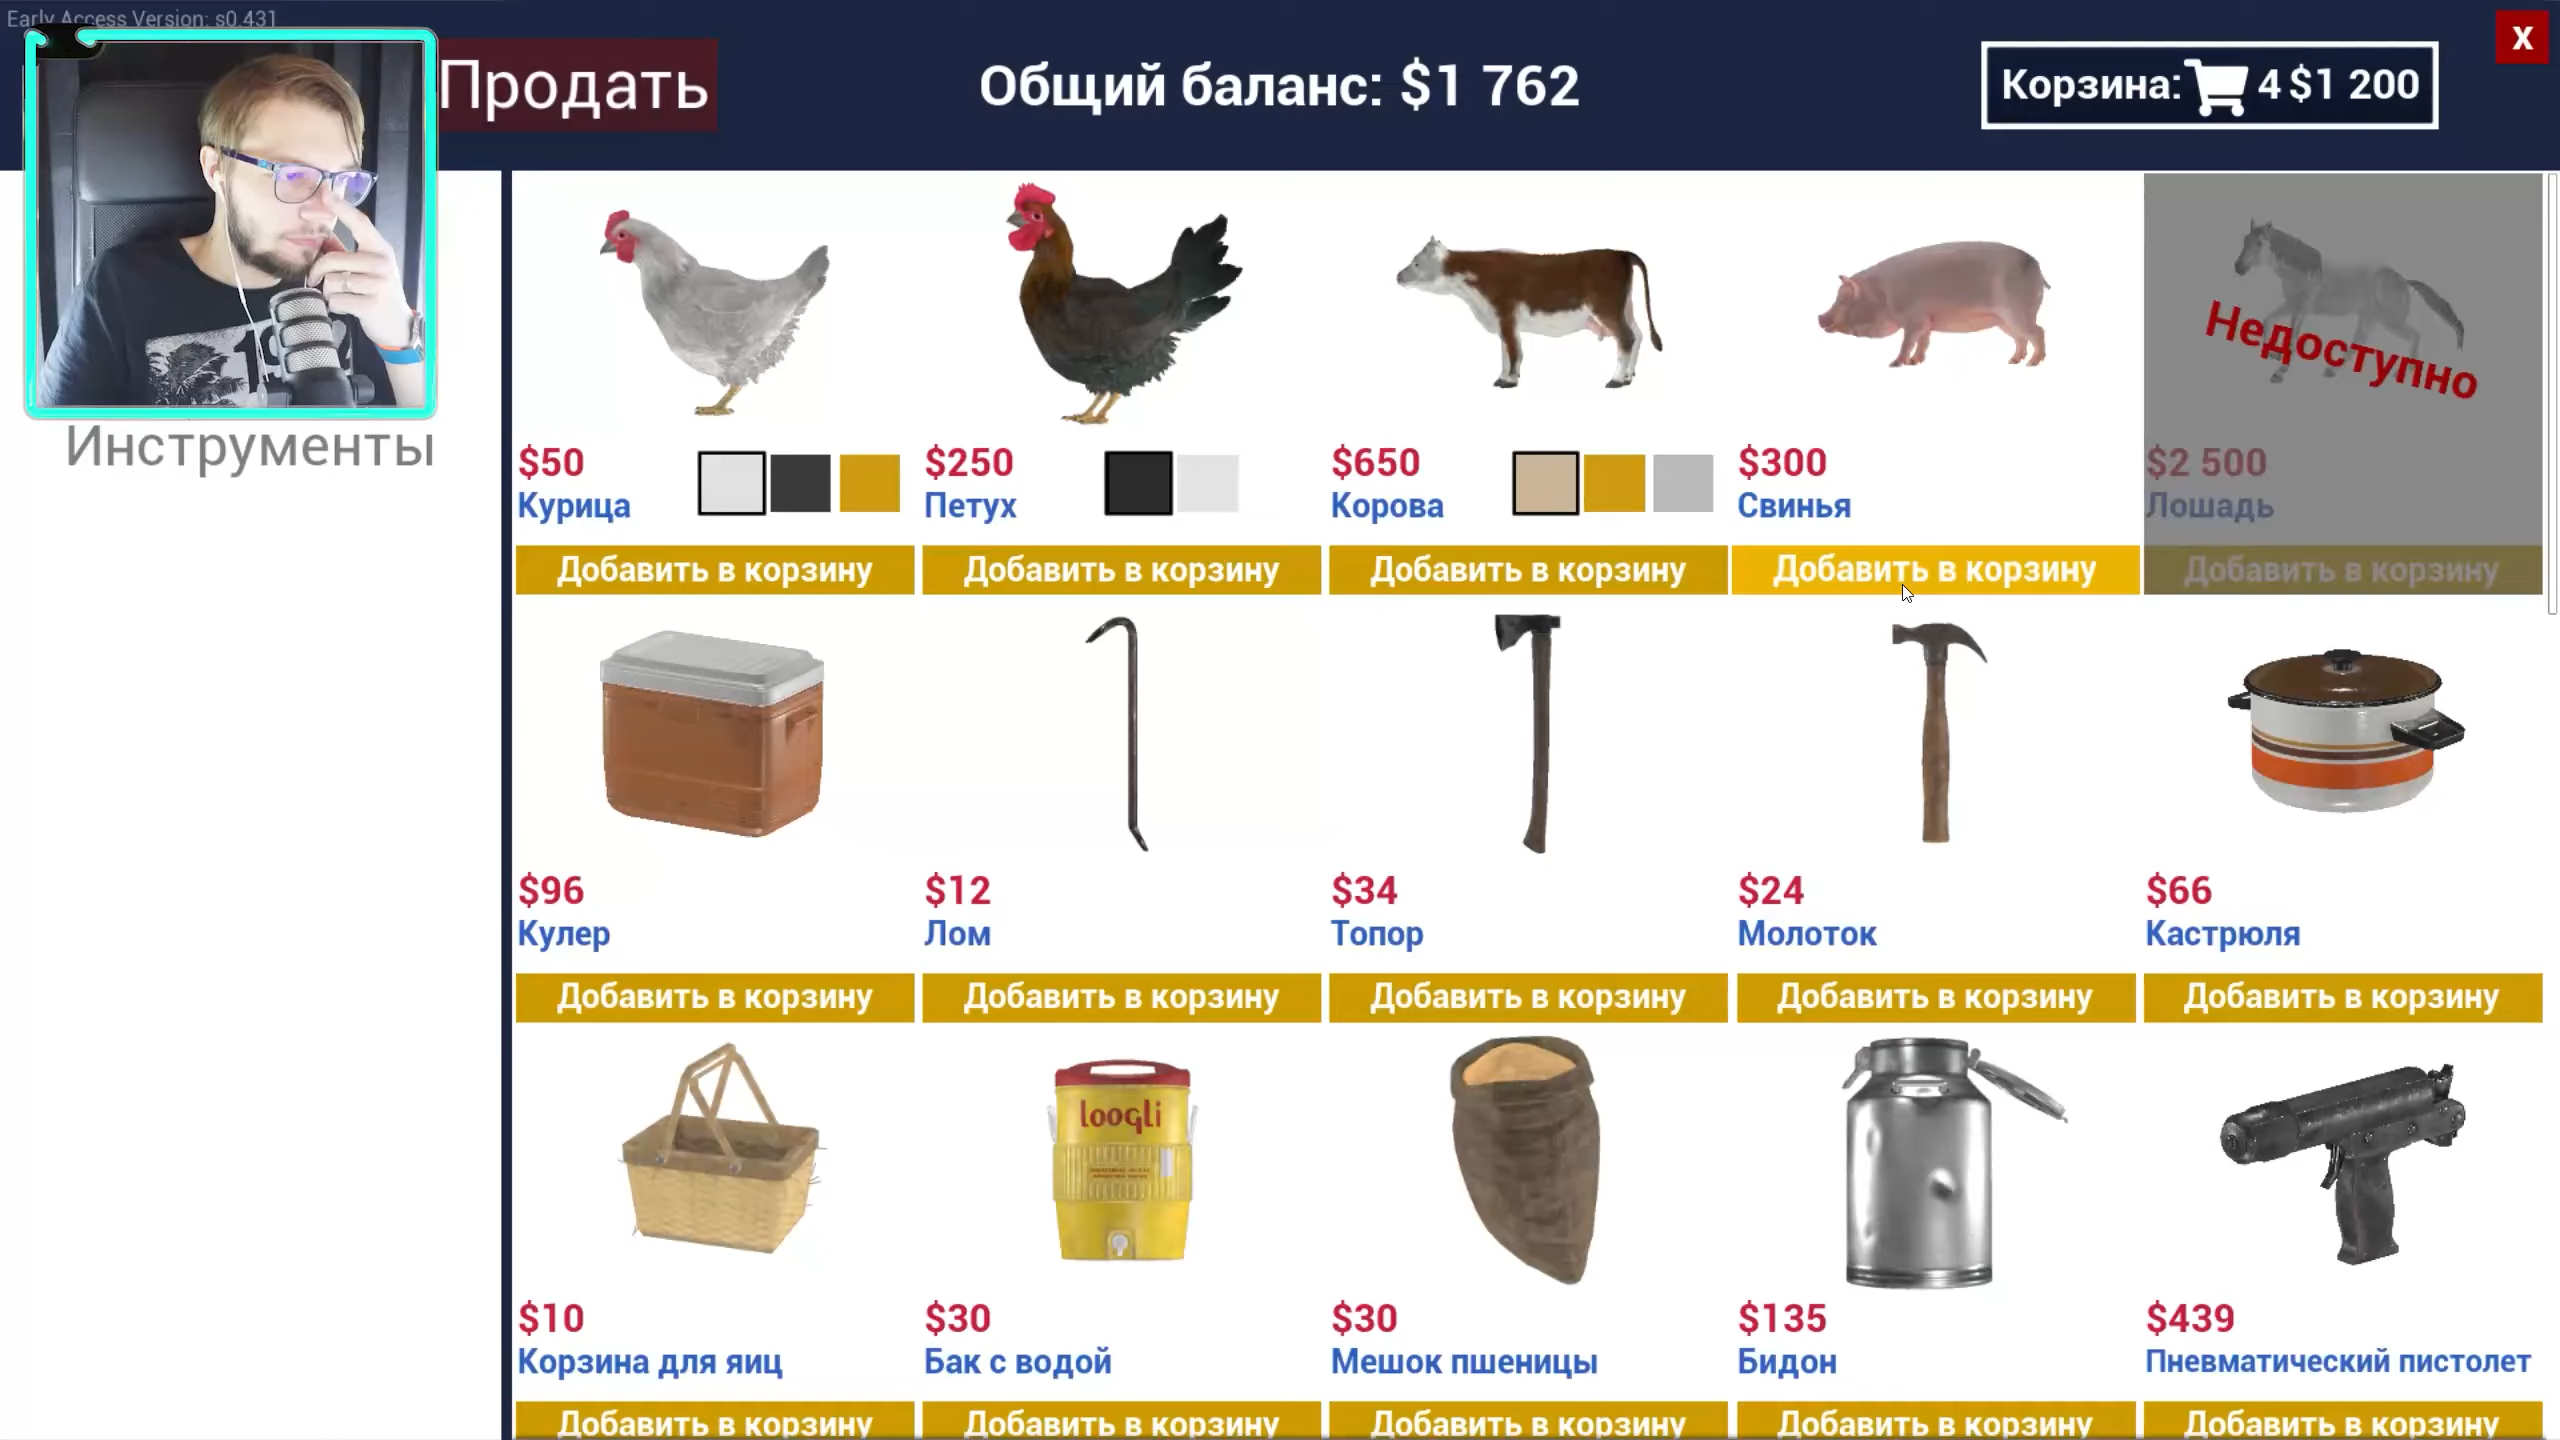 Early Access Version: s0.431
Продать
Общий баланс: $1 762
Корзина: 4 $1 200
X
Инструменты
$50
Курица
Добавить в корзину
$250
Петух
Добавить в корзину
$650
Корова
Добавить в корзину
$300
Свинья
Добавить в корзину
Недоступно
$2 500
Лошадь
Добавить в корзину
$96
Кулер
Добавить в корзину
$12
Лом
Добавить в корзину
$34
Топор
Добавить в корзину
$24
Молоток
Добавить в корзину
$66
Кастрюля
Добавить в корзину
$10
Корзина для яиц
Добавить в корзину
loogli
$30
Бак с водой
Добавить в корзину
$30
Мешок пшеницы
Добавить в корзину
$135
Бидон
Добавить в корзину
$439
Пневматический пистолет
Добавить в корзину